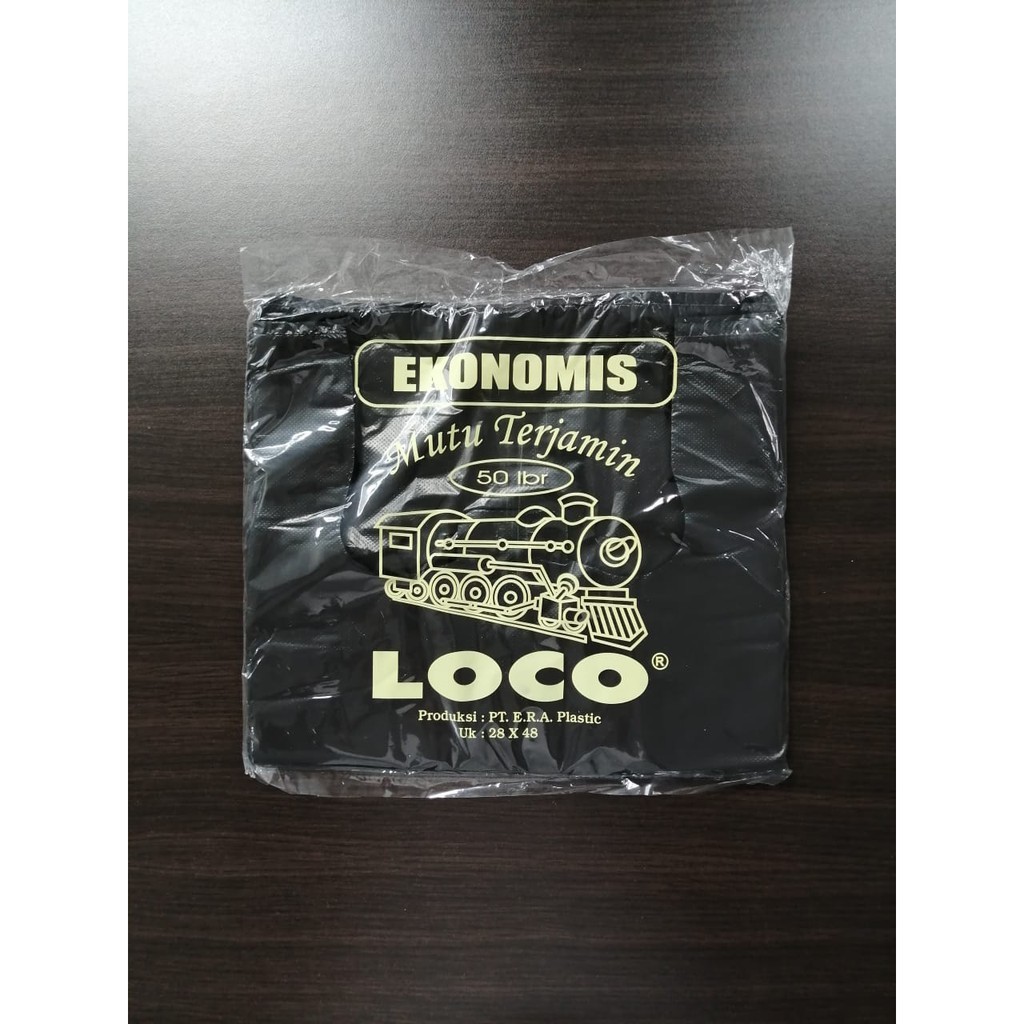 EKONOMIS
Mutu Terjamin
50 lbr
LOCO®
Produksi : PT. E.R.A. Plastic
Uk : 28 X 48